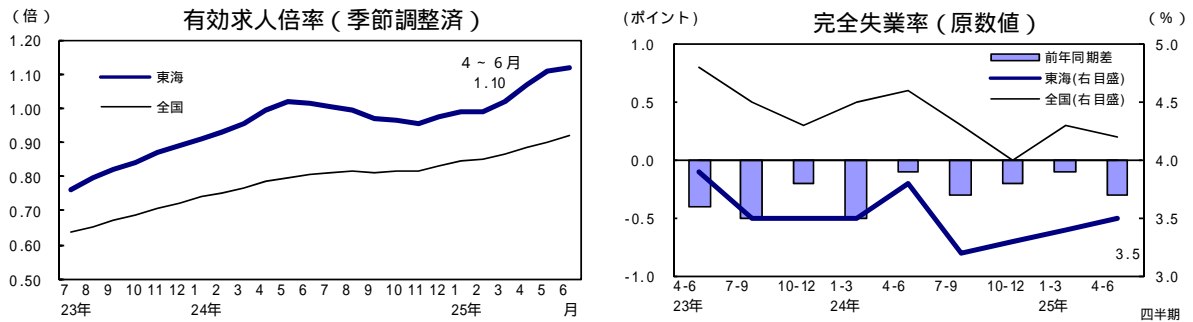 (倍)
有効求人倍率(季節調整済)
1.20
1.10
1.00
0.90
0.80
0.70
0.60
0.50
東海
全国
4~6月
1.10
7 8 9 10 11 12 1 2 3 4 5 6 7 8 9 10 11 12 1 2 3 4 5 6
23年 24年 25年 月
(ポイント)
完全失業率(原数値)
(%)
1.0
0.5
0.0
-0.5
-1.0
前年同期差
東海(右目盛)
全国(右目盛)
5.0
4.5
4.0
3.5
3.0
3.5
4-6 7-9 10-12 1-3 4-6 7-9 10-12 1-3 4-6
23年 24年 25年
四半期